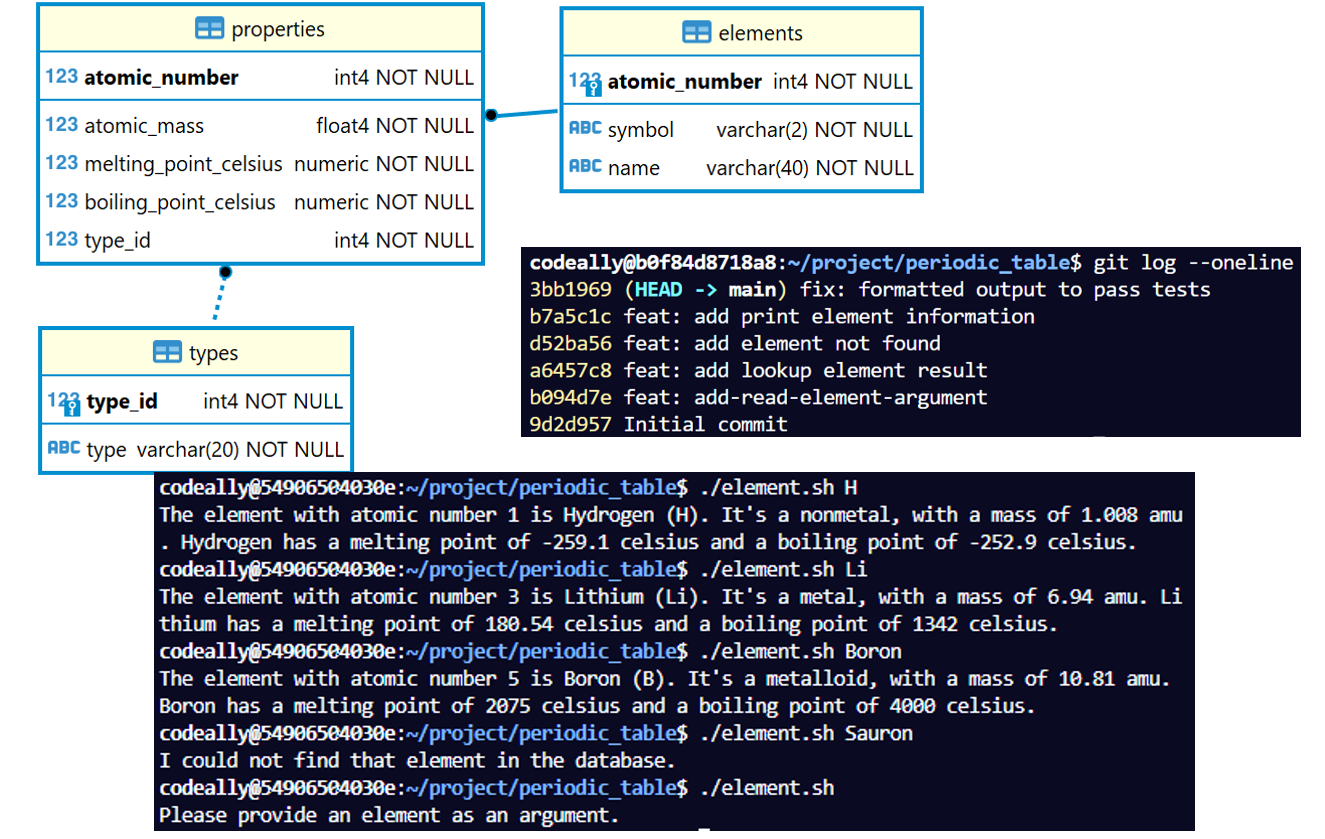 properties
123 atomic_number int4 NOT NULL
123 atomic_mass float4 NOT NULL
123 melting_point_celsius numeric NOT NULL
123 boiling_point_celsius numeric NOT NULL
123 type_id int4 NOT NULL
elements
123 atomic_number int4 NOT NULL
ABC symbol varchar(2) NOT NULL
ABC name varchar(40) NOT NULL
types
123 type_id int4 NOT NULL
ABC type varchar(20) NOT NULL
codeally@b0f84d8718a8:~/project/periodic_table$ git log --oneline
3bb1969 (HEAD -> main) fix: formatted output to pass tests
b7a5c1c feat: add print element information
d52ba56 feat: add element not found
a6457c8 feat: add lookup element result
b094d7e feat: add-read-element-argument
9d2d957 Initial commit
codeally@54906504030e:~/project/periodic_table$ ./element.sh H
The element with atomic number 1 is Hydrogen (H). It's a nonmetal, with a mass of 1.008 amu
. Hydrogen has a melting point of -259.1 celsius and a boiling point of -252.9 celsius.
codeally@54906504030e:~/project/periodic_table$ ./element.sh Li
The element with atomic number 3 is Lithium (Li). It's a metal, with a mass of 6.94 amu. Li
thium has a melting point of 180.54 celsius and a boiling point of 1342 celsius.
codeally@54906504030e:~/project/periodic_table$ ./element.sh Boron
The element with atomic number 5 is Boron (B). It's a metalloid, with a mass of 10.81 amu.
Boron has a melting point of 2075 celsius and a boiling point of 4000 celsius.
codeally@54906504030e:~/project/periodic_table$ ./element.sh Sauron
I could not find that element in the database.
codeally@54906504030e:~/project/periodic_table$ ./element.sh
Please provide an element as an argument.